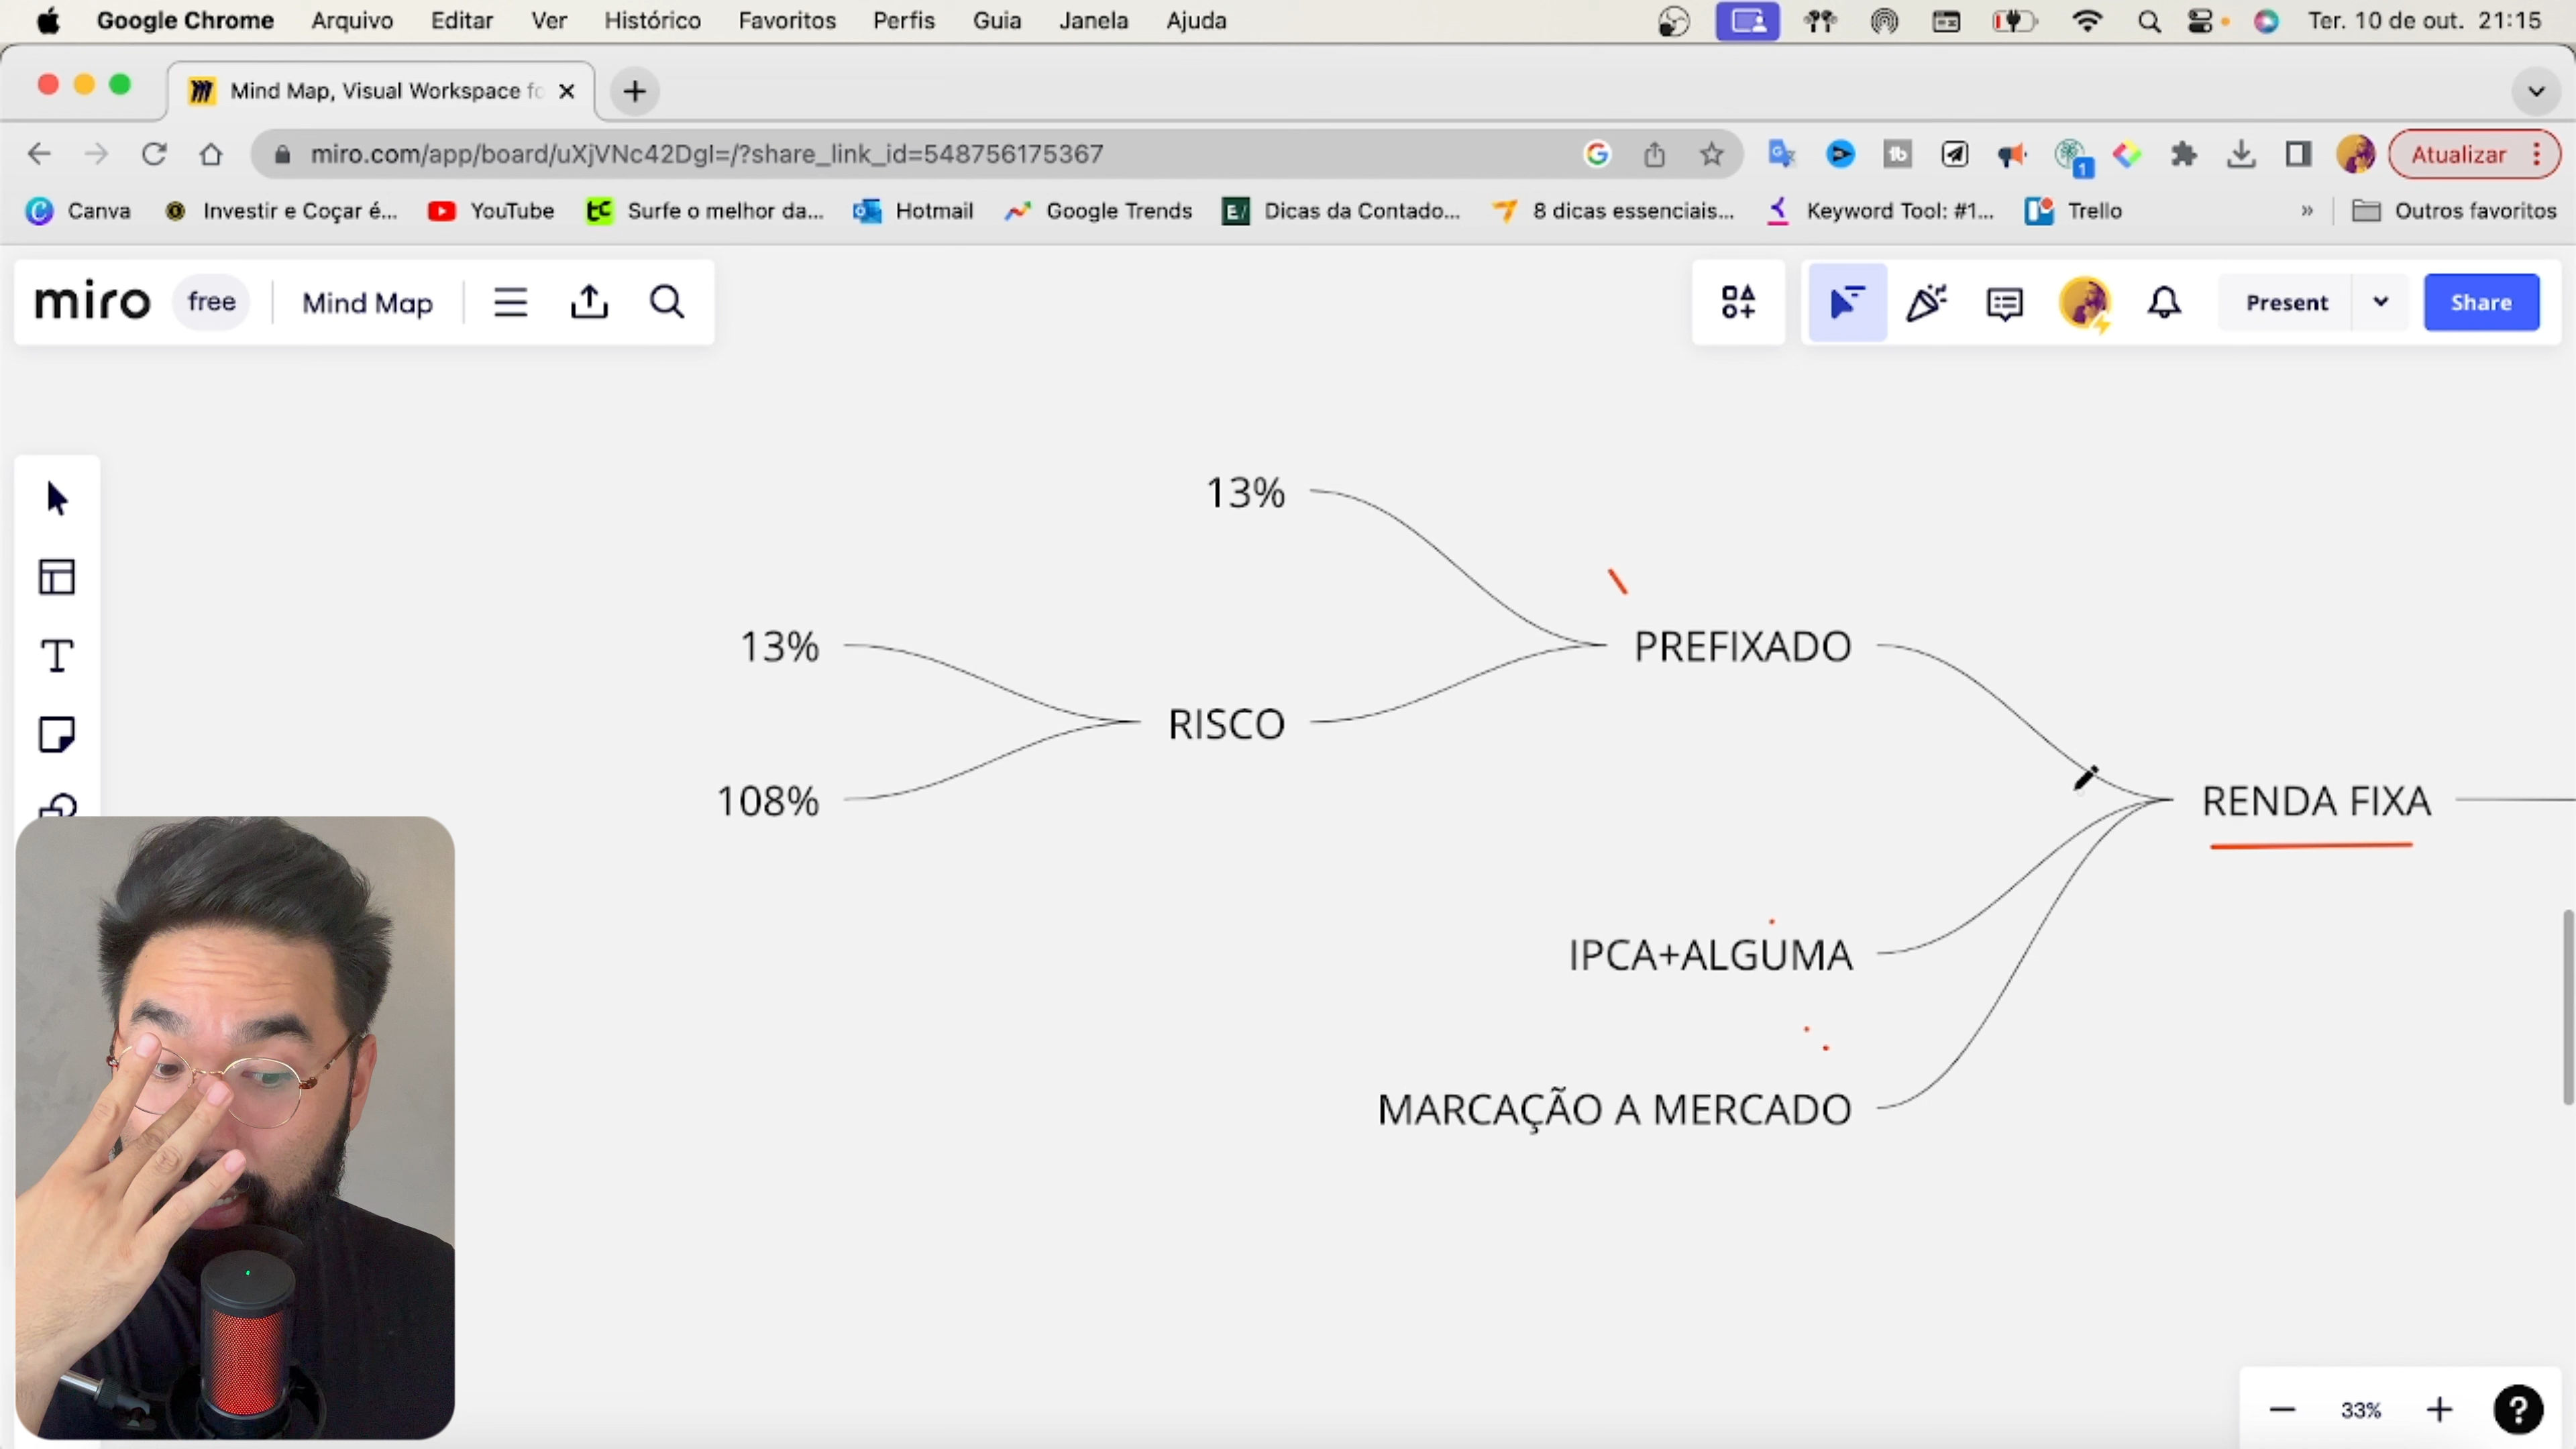 Google Chrome Arquivo Editar Ver Histórico Favoritos Perfis Guia Janela Ajuda Ter. 10 de out. 21:15
Mind Map, Visual Workspace fo
miro.com/app/board/uXjVNc42DgI=/?share_link_id=548756175367 1 Atualizar
Canva Investir e Coçar é... YouTube Surfe o melhor da... Hotmail Google Trends Dicas da Contado... 8 dicas essenciais... Keyword Tool: #1... Trello » Outros favoritos
miro free Mind Map Present Share
13%
13% PREFIXADO
RISCO
108% RENDA FIXA
IPCA+ALGUMA
MARCAÇÃO A MERCADO
33%